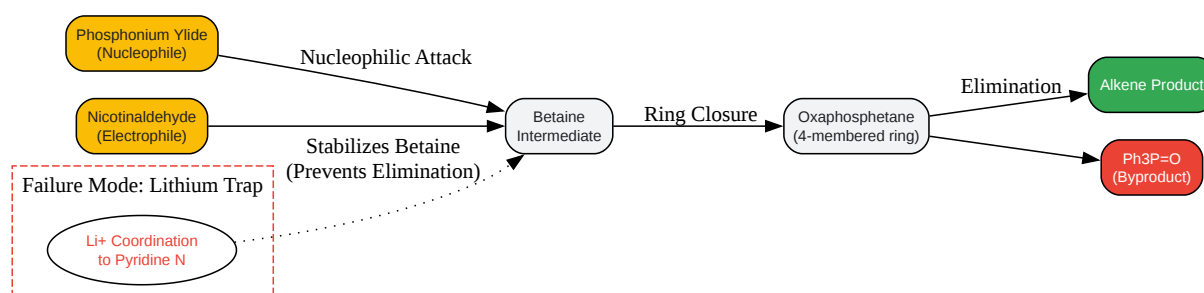 Phosphonium Ylide
(Nucleophile)
Nucleophilic Attack
Nicotinaldehyde
(Electrophile)
Stabilizes Betaine
(Prevents Elimination)
Betaine
Intermediate
Ring Closure
Oxaphosphetane
(4-membered ring)
Elimination
Alkene Product
Ph3P=O
(Byproduct)
Failure Mode: Lithium Trap
Li+ Coordination
to Pyridine N